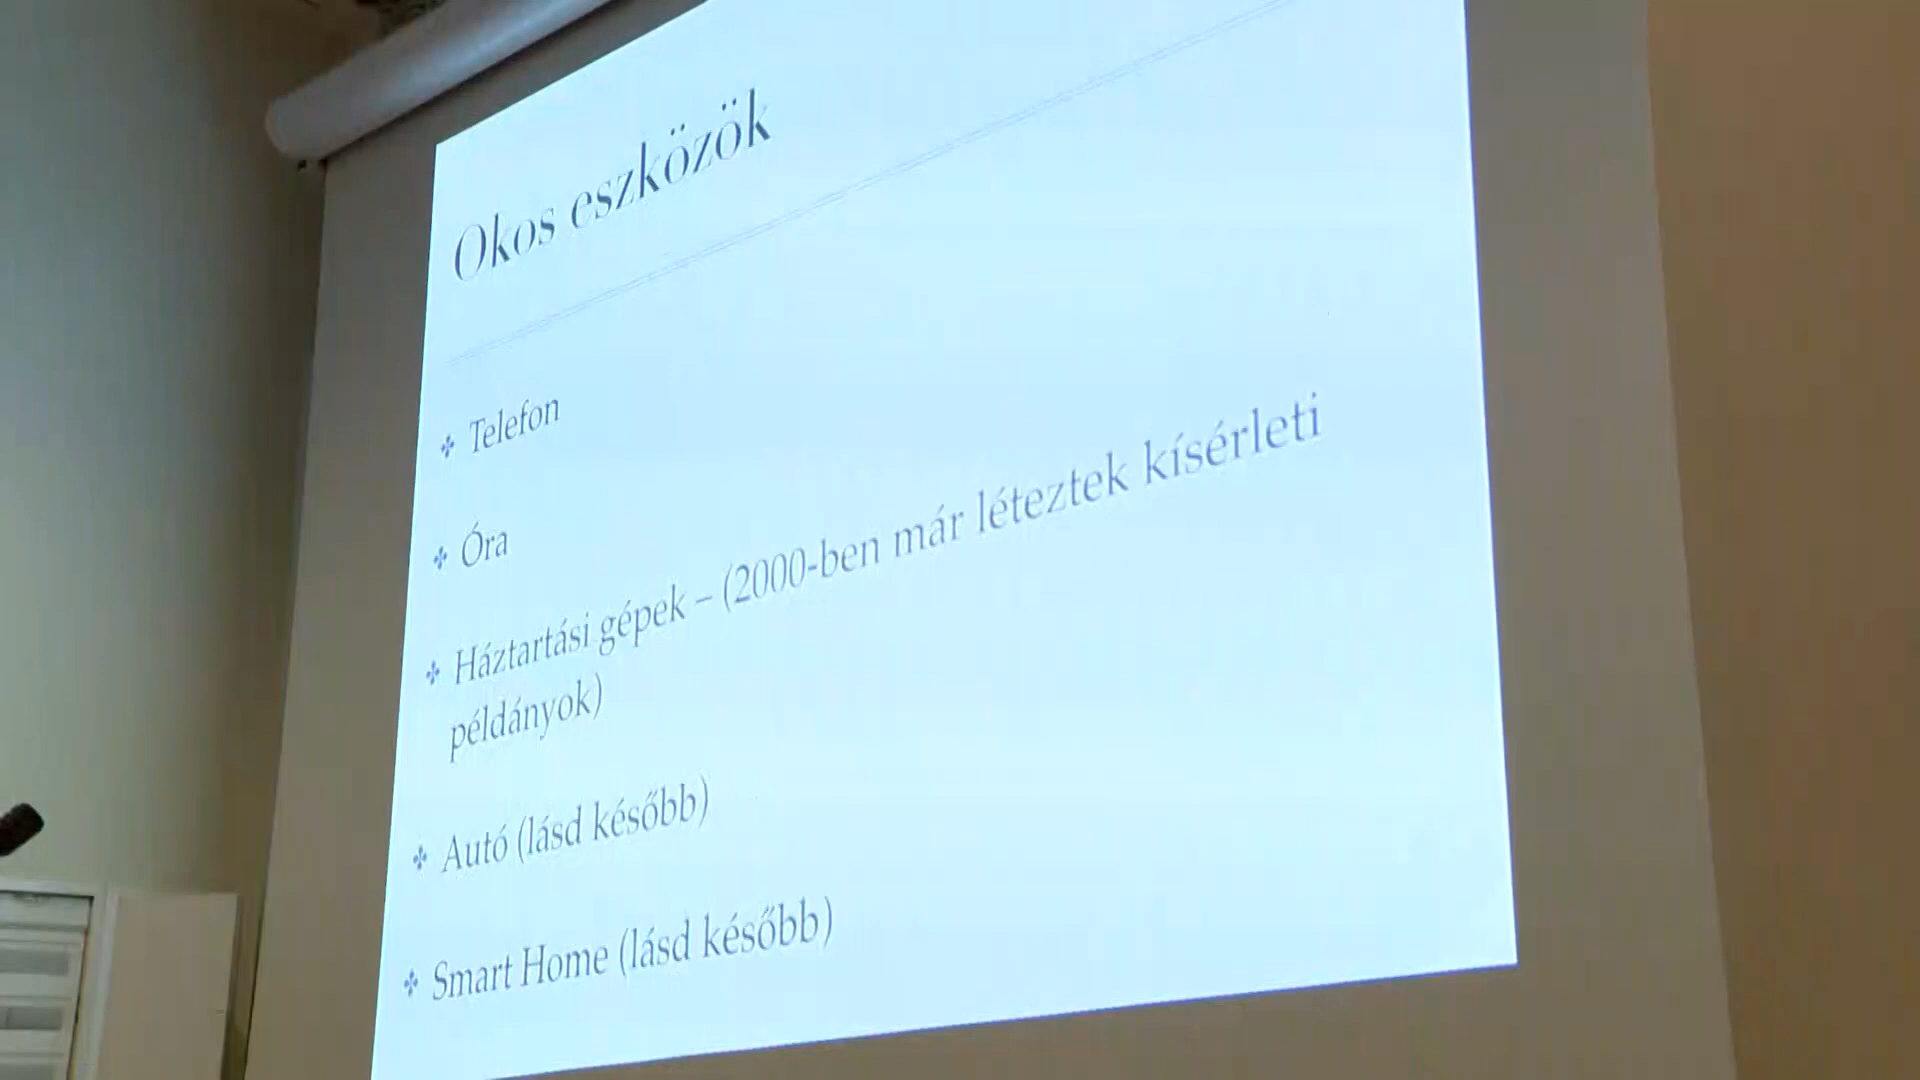 Okos eszközök
Telefon
Óra
Háztartási gépek – (2000-ben már léteztek kísérleti
példányok)
Autó (lásd később)
Smart Home (lásd később)